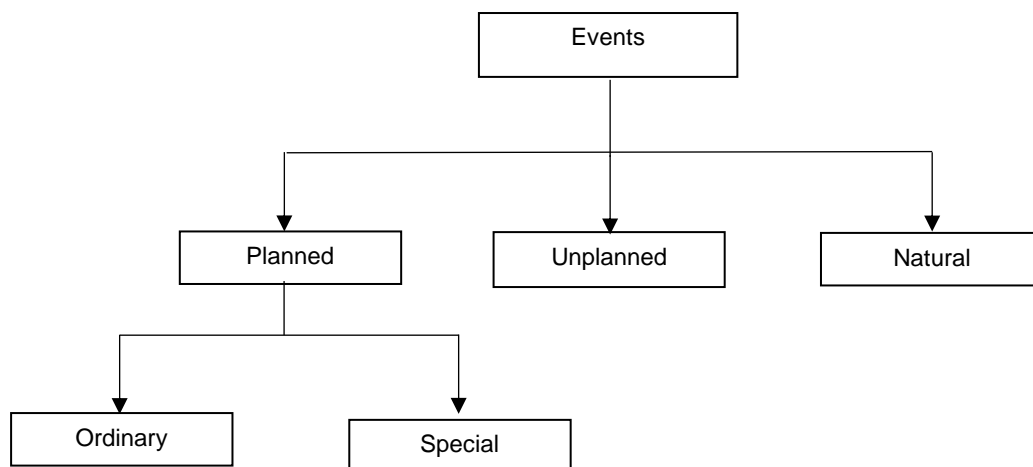 Events
Planned
Unplanned
Natural
Ordinary
Special